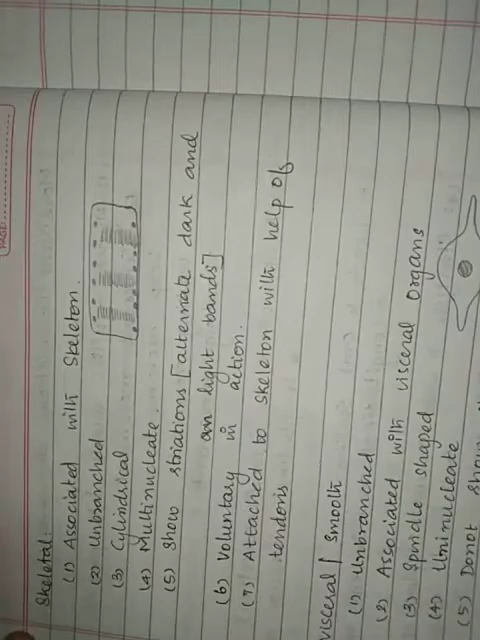 PAGE:
Skeletal:
(1) Associated with Skeleton.
(2) Unbranched
(3) Cylindrical
(4) Multinucleate.
(5) Show striations [alternate dark and
light bands]
(6) Voluntary in action.
(7) Attached to skeleton with help of
tendons
visceral / smooth
(1) Unbranched
(2) Associated with visceral organs
(3) Spindle shaped
(4) Uninucleate
(5) Donot